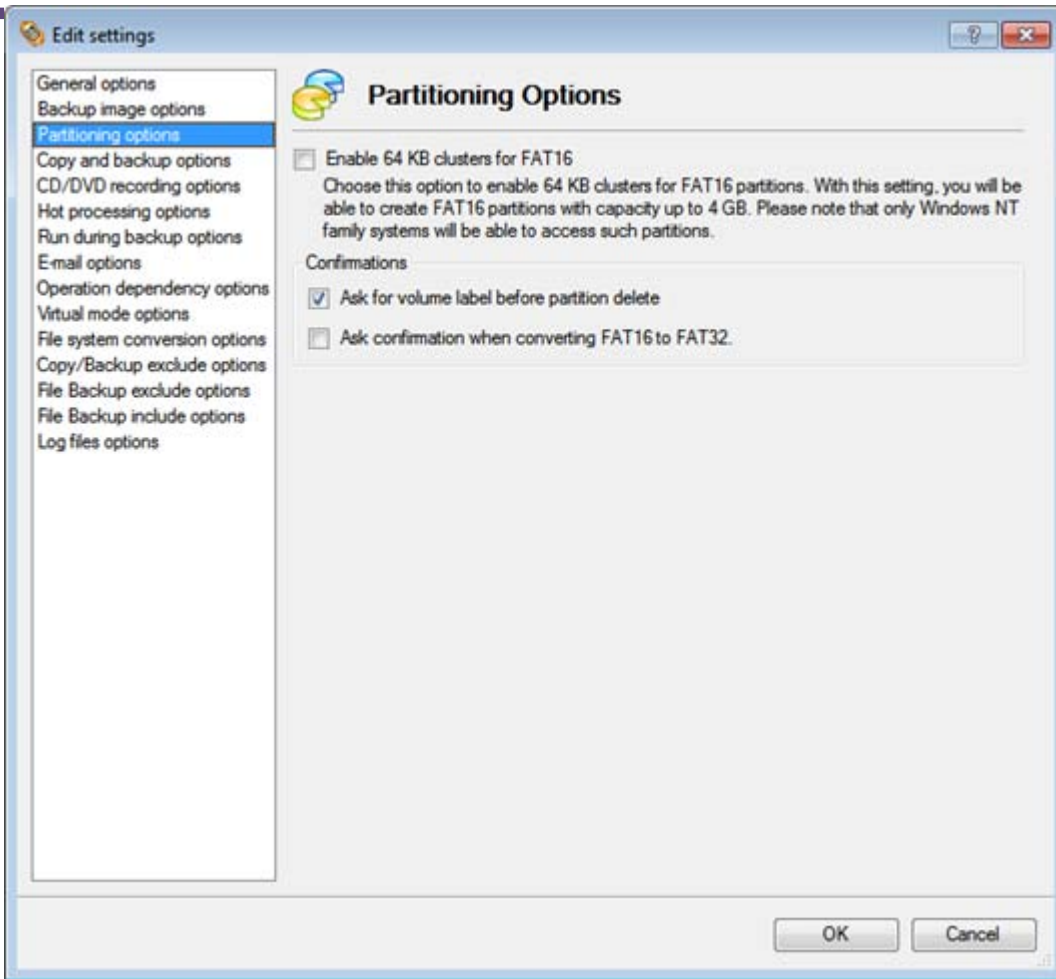 Edit settings
General options
Backup image options
Partitioning options
Copy and backup options
CD/DVD recording options
Hot processing options
Run during backup options
E-mail options
Operation dependency options
Virtual mode options
File system conversion options
Copy/Backup exclude options
File Backup exclude options
File Backup include options
Log files options
Partitioning Options
Enable 64 KB clusters for FAT16
Choose this option to enable 64 KB clusters for FAT16 partitions. With this setting, you will be
able to create FAT16 partitions with capacity up to 4 GB. Please note that only Windows NT
family systems will be able to access such partitions.
Confirmations
Ask for volume label before partition delete
Ask confirmation when converting FAT16 to FAT32.
OK
Cancel